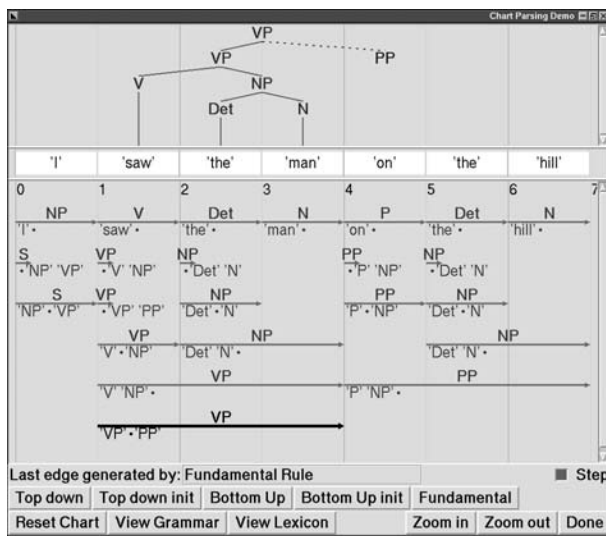 Chart Parsing Demo
VP
VP PP
V NP
Det N
'I' 'saw' 'the' 'man' 'on' 'the' 'hill'
0 1 2 3 4 5 6 7
NP V Det N P Det N
'I'• 'saw'• 'the'• 'man'• 'on'• 'the'• 'hill'•
S VP NP PP NP
•'NP' 'VP' •'V' 'NP' •'Det' 'N' •'P' 'NP' •'Det' 'N'
S VP NP PP NP
'NP'•'VP' •'VP' 'PP' 'Det'•'N' 'P'•'NP' 'Det'•'N'
VP NP NP
'V'•'NP' 'Det' 'N'• 'Det' 'N'•
VP PP
'V' 'NP'• 'P' 'NP'•
VP
'VP'•'PP'
Last edge generated by: Fundamental Rule Step
Top down Top down init Bottom Up Bottom Up init Fundamental
Reset Chart View Grammar View Lexicon Zoom in Zoom out Done